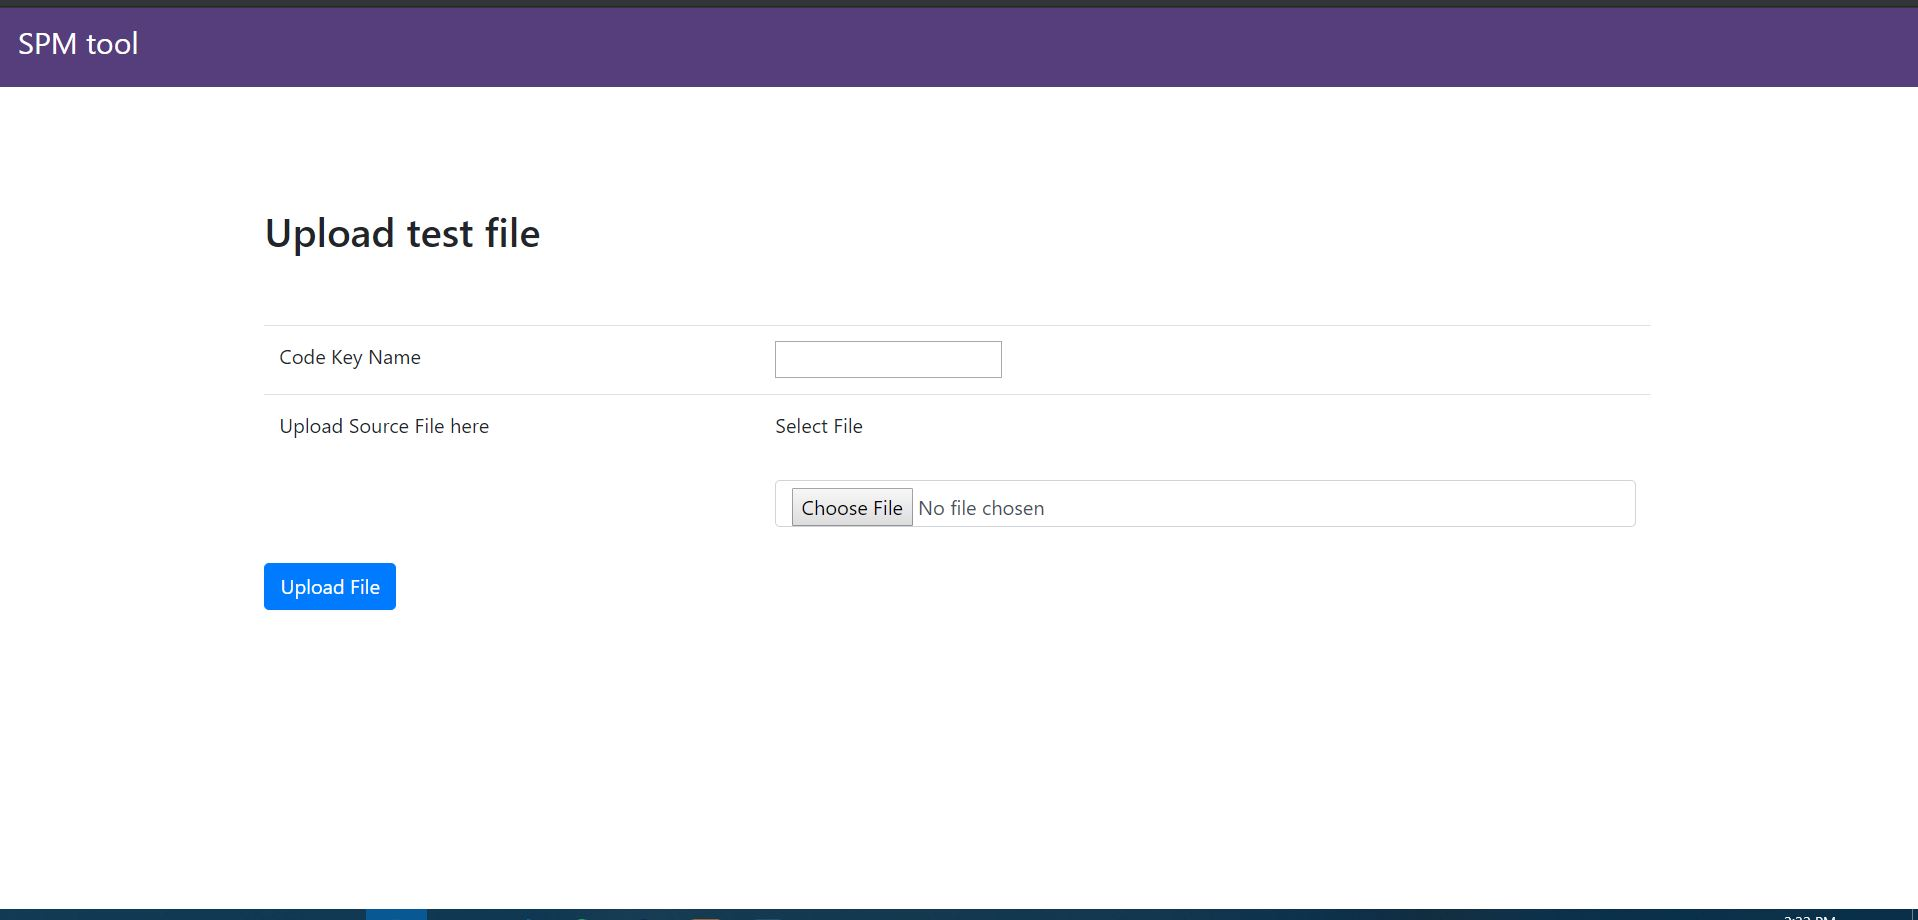 SPM tool
Upload test file
Code Key Name
Upload Source File here
Select File
Choose File No file chosen
Upload File